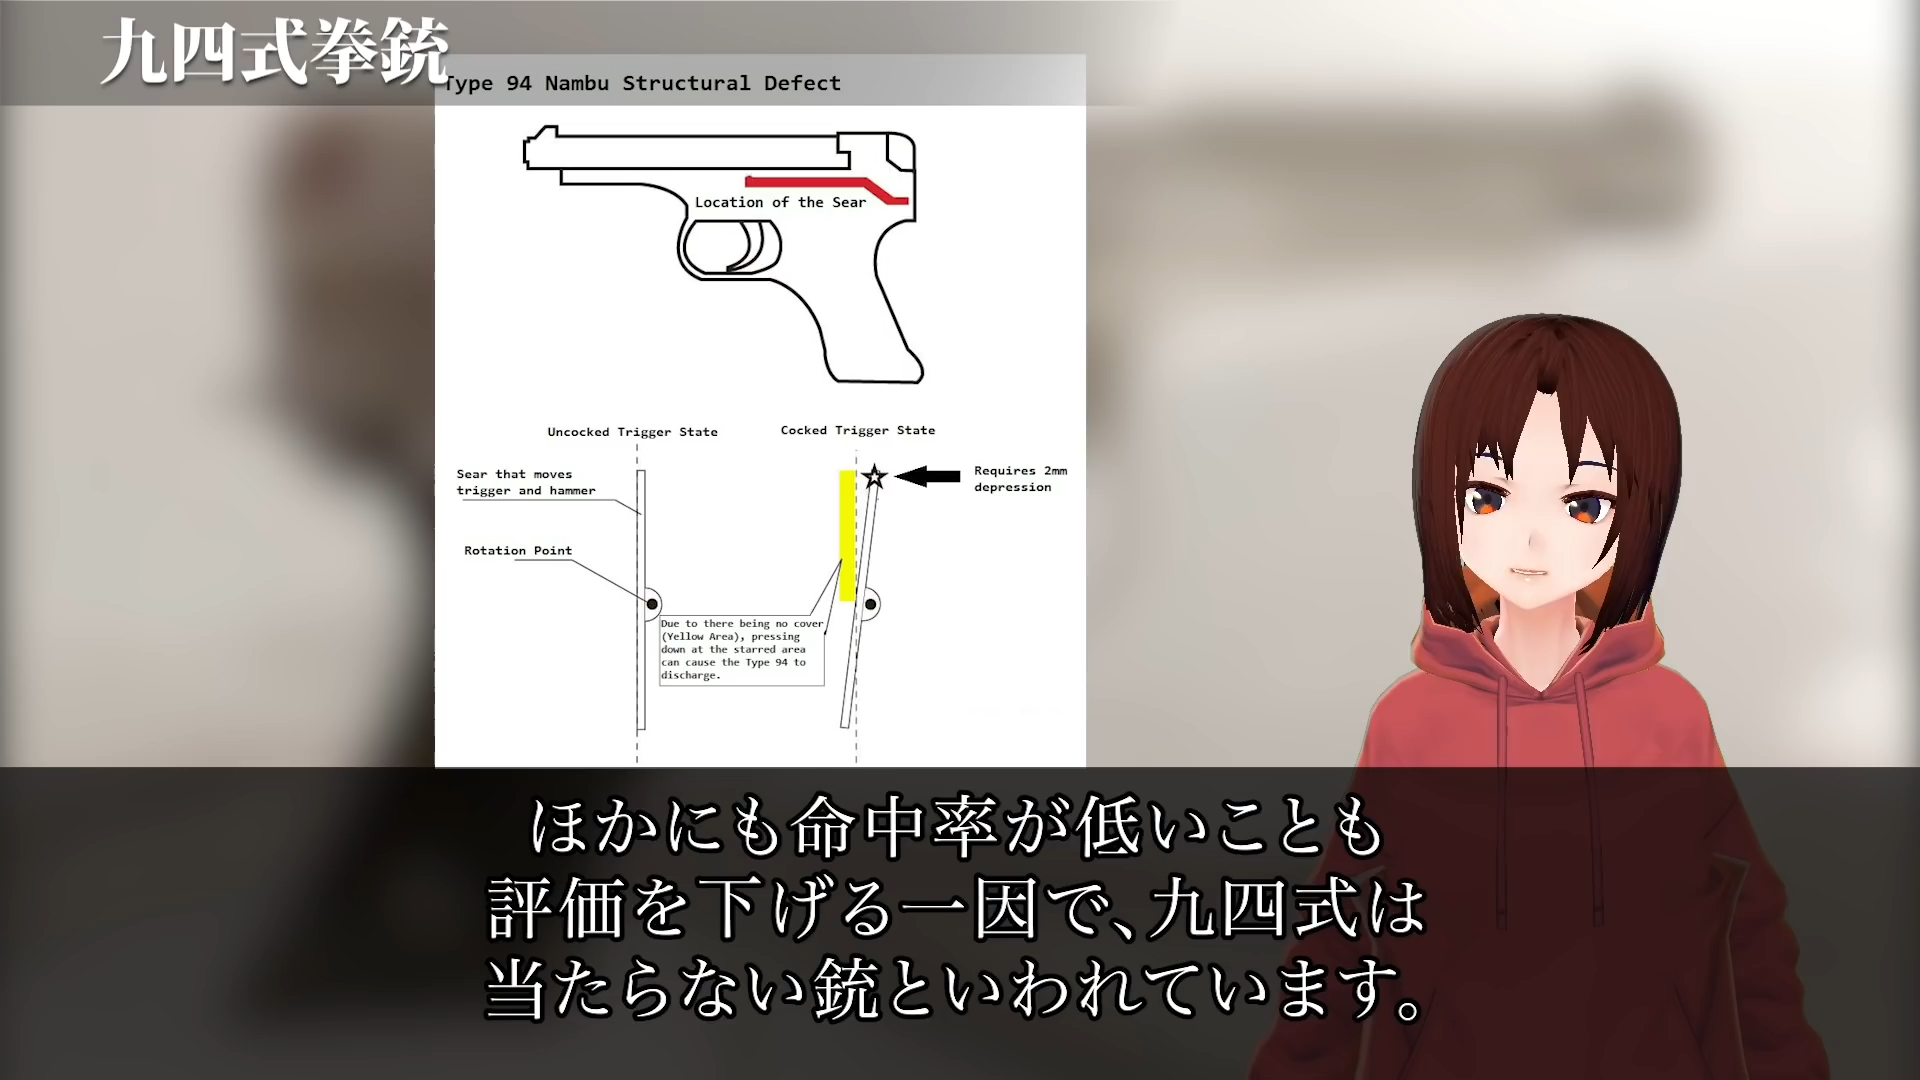 九四式拳銃
Type 94 Nambu Structural Defect
Location of the Sear
Uncocked Trigger State
Cocked Trigger State
Sear that moves
trigger and hammer
Requires 2mm
depression
Rotation Point
Due to there being no cover
(Yellow Area), pressing
down at the starred area
can cause the Type 94 to
discharge.
ほかにも命中率が低いことも
評価を下げる一因で、九四式は
当たらない銃といわれています。